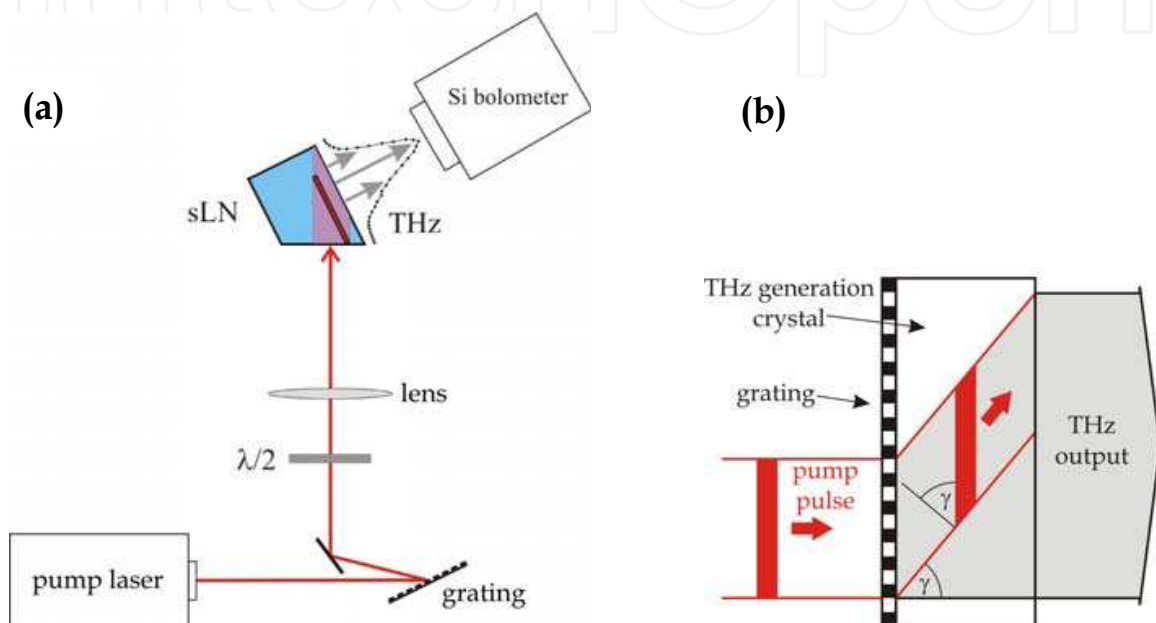 (a)
Si bolometer
sLN
THz
lens
λ/2
pump laser
grating
(b)
THz generation
crystal
grating
pump
pulse
γ
γ
THz
output